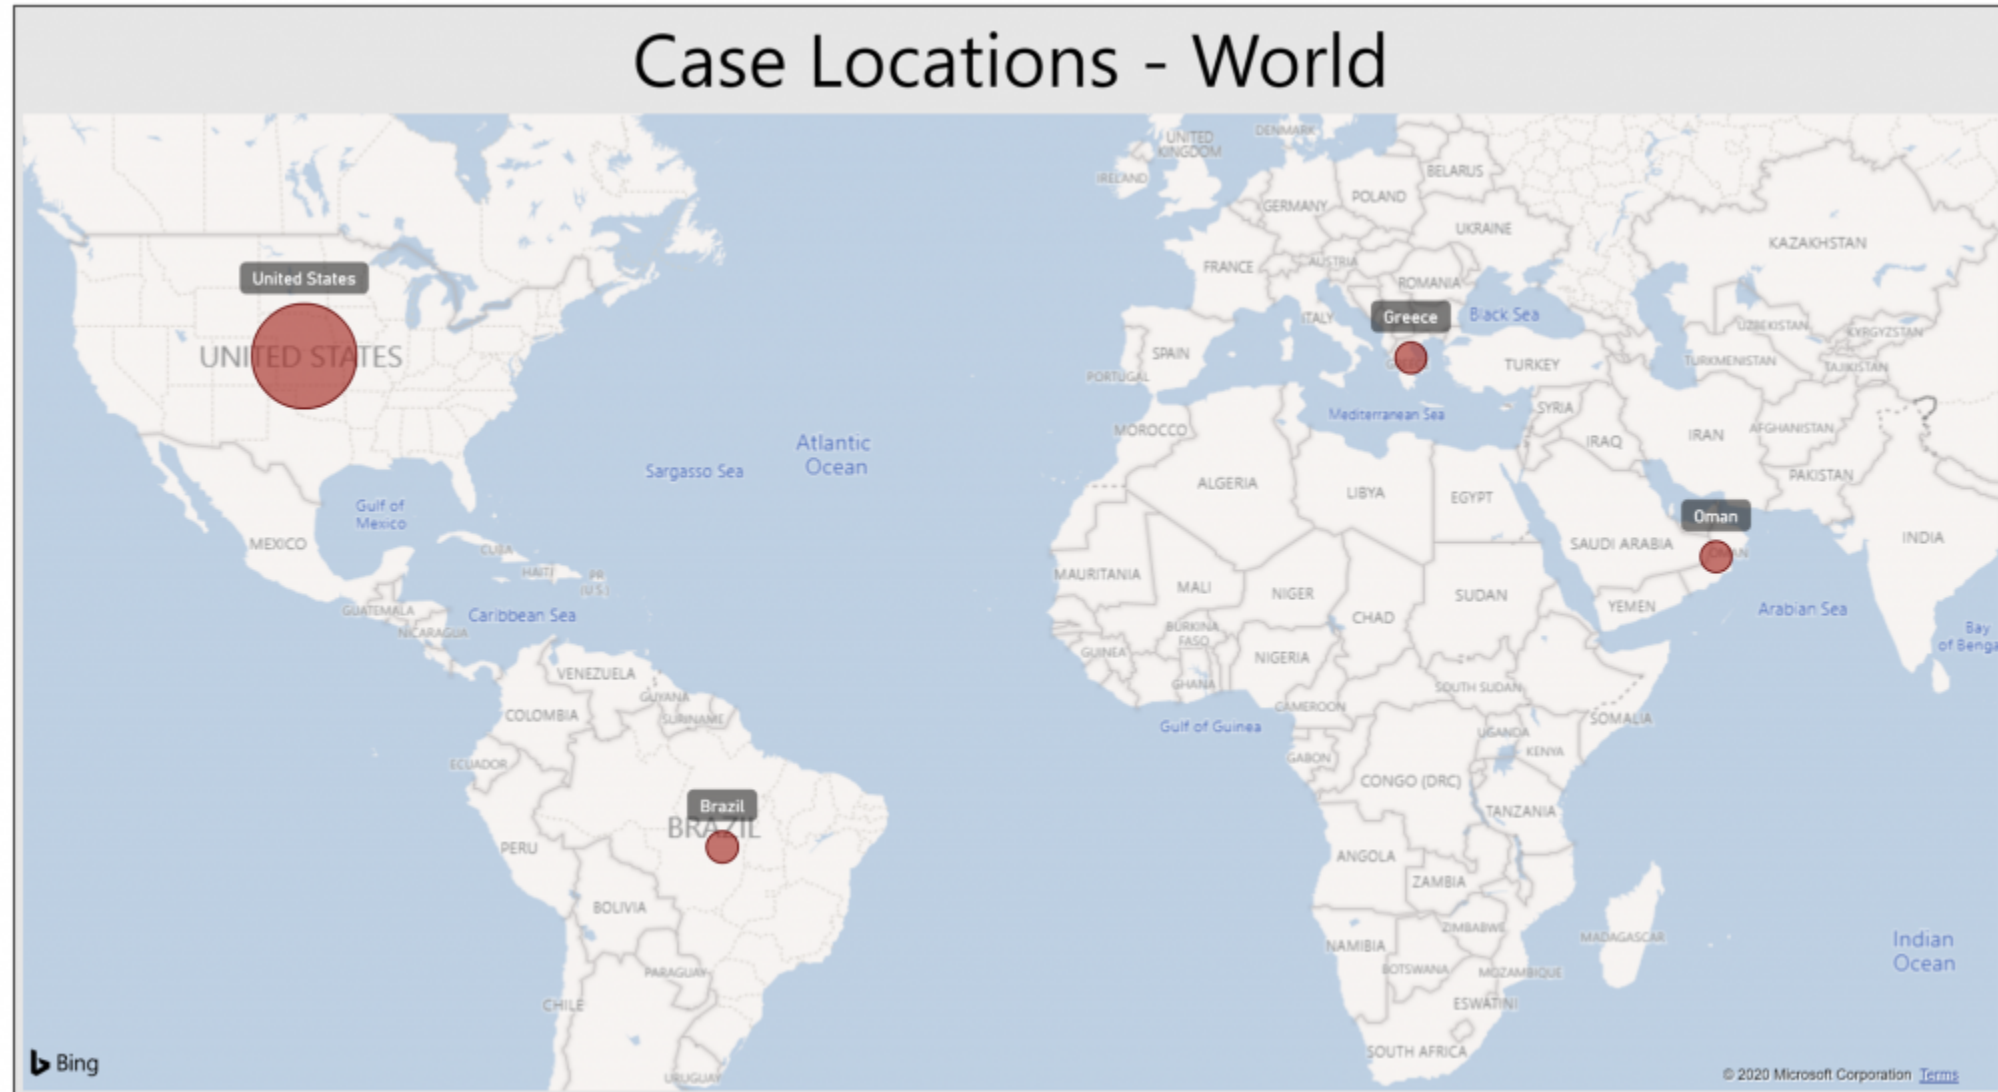 Case Locations - World
UNITED
KINGDOM
DENMARK
IRELAND
BELARUS
GERMANY
POLAND
UKRAINE
KAZAKHSTAN
FRANCE
AUSTRIA
ROMANIA
United States
UNITED STATES
ITALY
Greece
Black Sea
UZBEKISTAN
KYRGYZSTAN
SPAIN
PORTUGAL
TURKEY
TURKMENISTAN
TAJIKISTAN
Mediterranean Sea
SYRIA
MOROCCO
IRAQ
IRAN
AFGHANISTAN
Atlantic
Ocean
Sargasso Sea
PAKISTAN
ALGERIA
LIBYA
EGYPT
Gulf of
Mexico
Oman
MEXICO
CUBA
SAUDI ARABIA
INDIA
HAITI
PR
(U.S.)
MAURITANIA
MALI
NIGER
SUDAN
GUATEMALA
Caribbean Sea
CHAD
YEMEN
Arabian Sea
NICARAGUA
BURKINA
FASO
Bay
of Benga
GUINEA
NIGERIA
VENEZUELA
GUYANA
GHANA
SOUTH SUDAN
COLOMBIA
SURINAME
CAMEROON
SOMALIA
Gulf of Guinea
UGANDA
KENYA
ECUADOR
GABON
CONGO (DRC)
Brazil
BRAZIL
TANZANIA
PERU
ANGOLA
ZAMBIA
BOLIVIA
ZIMBABWE
NAMIBIA
MADAGASCAR
Indian
Ocean
PARAGUAY
BOTSWANA
MOZAMBIQUE
CHILE
ESWATINI
SOUTH AFRICA
Bing
URUGUAY
© 2020 Microsoft Corporation Terms